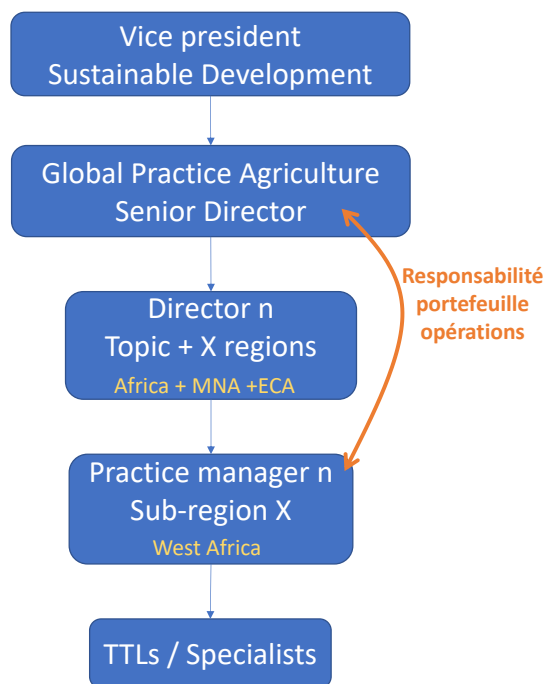 Vice president
Sustainable Development
Global Practice Agriculture
Senior Director
Responsabilité
portefeuille
opérations
Director n
Topic + X regions
Africa + MNA +ECA
Practice manager n
Sub-region X
West Africa
TTLs / Specialists